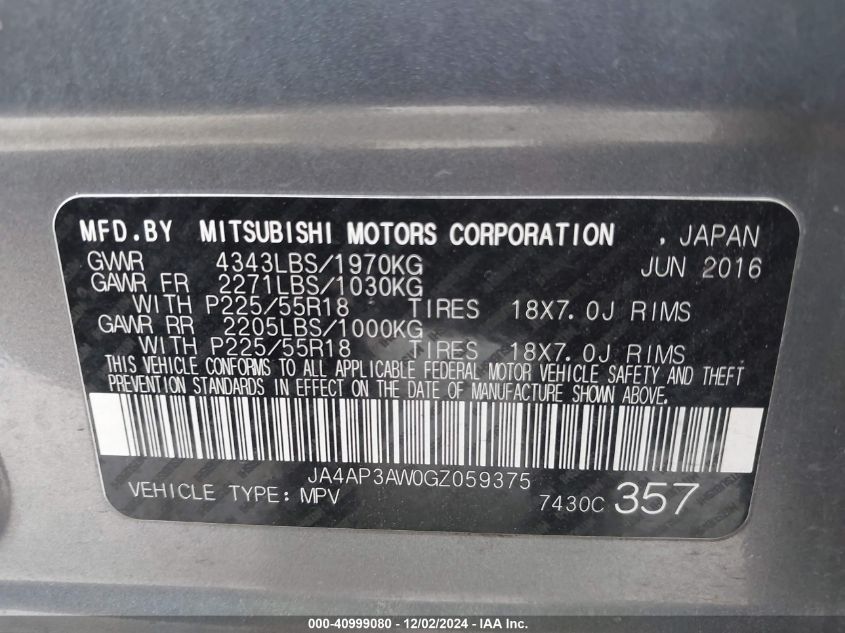 MFD.BY MITSUBISHI MOTORS CORPORATION , JAPAN
GVWR 4343LBS/1970KG JUN 2016
GAWR FR 2271LBS/1030KG
WITH P225/55R18 TIRES 18X7.0J RIMS
GAWR RR 2205LBS/1000KG
WITH P225/55R18 TIRES 18X7.0J RIMS
THIS VEHICLE CONFORMS TO ALL APPLICABLE FEDERAL MOTOR VEHICLE SAFETY AND THEFT
PREVENTION STANDARDS IN EFFECT ON THE DATE OF MANUFACTURE SHOWN ABOVE.
JA4AP3AW0GZ059375
VEHICLE TYPE: MPV 7430C 357
000-40999080 - 12/02/2024 - IAA Inc.